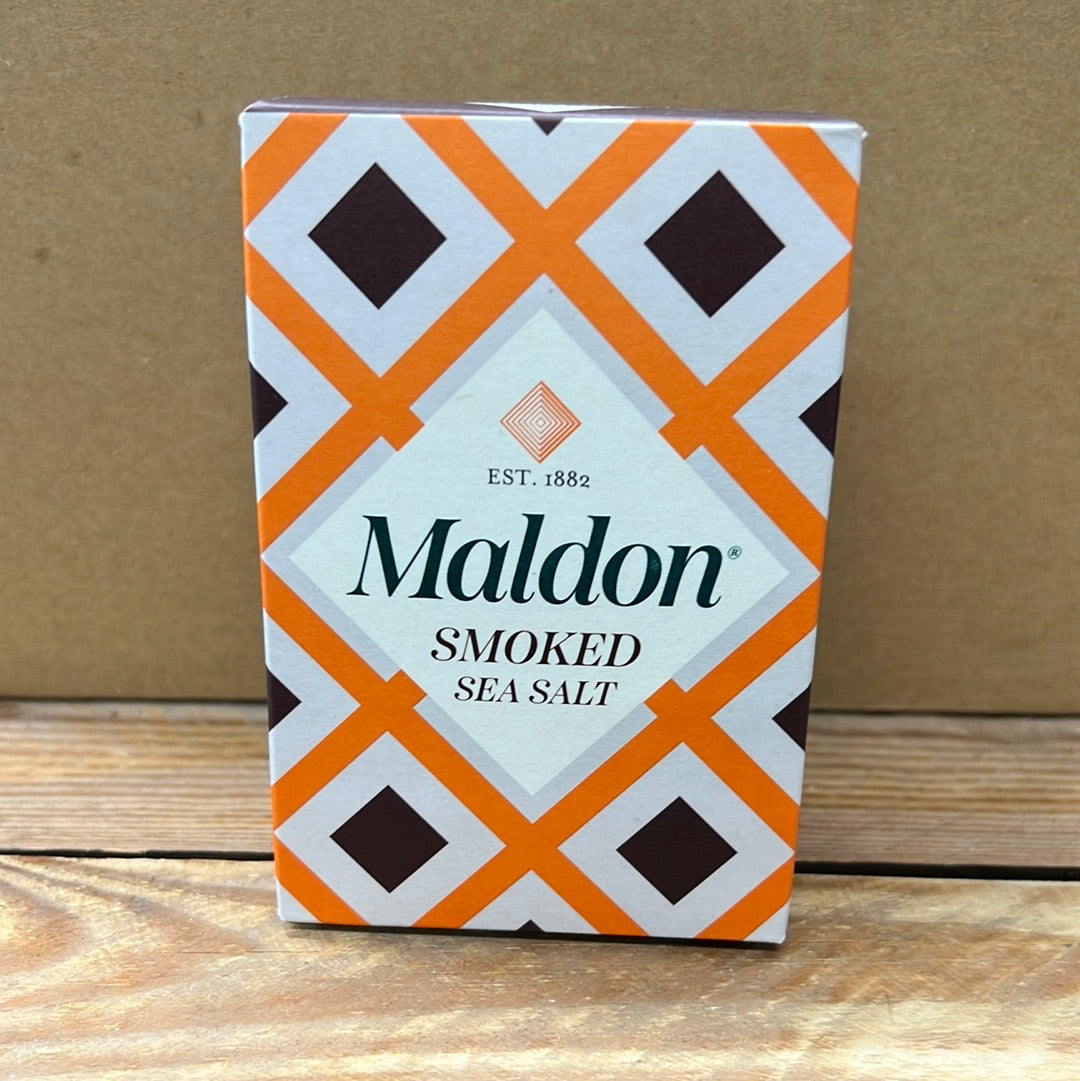 EST. 1882
Maldon®
SMOKED
SEA SALT